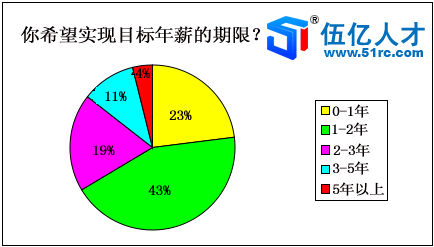 你希望实现目标年薪的期限?
51® 伍亿人才
www.51rc.com
4%
11%
23%
19%
43%
0-1年
1-2年
2-3年
3-5年
5年以上